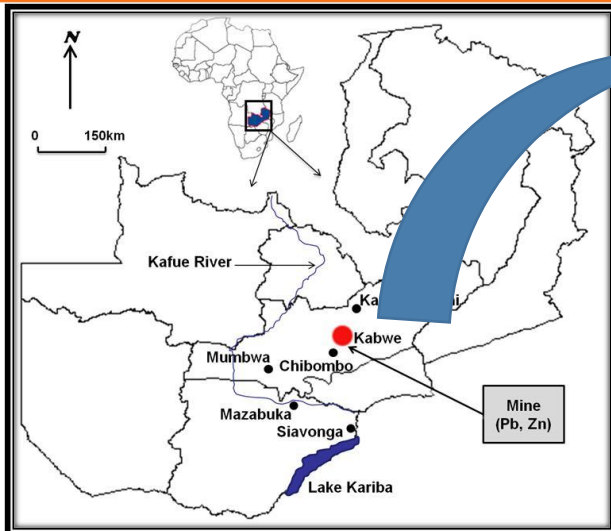 N
0 150km
Kafue River
Kabwe
Mumbwa
Chibombo
Mazabuka
Siavonga
Mine
(Pb, Zn)
Lake Kariba